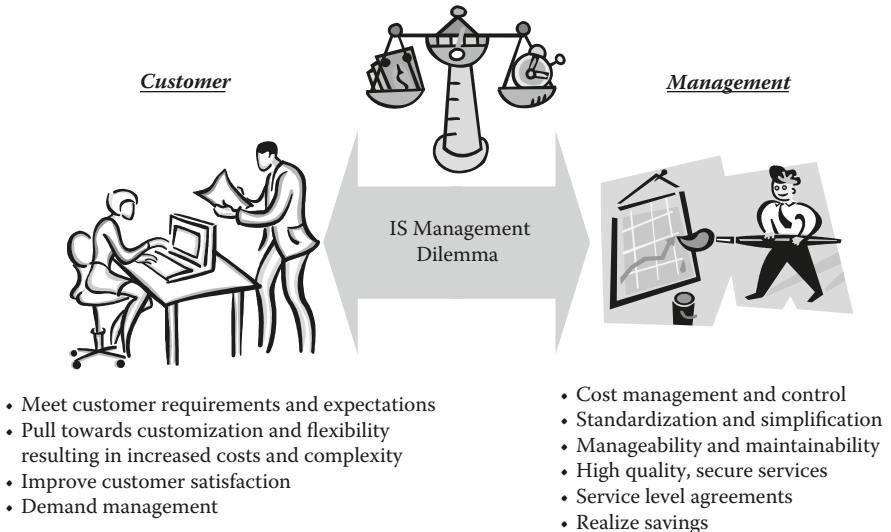 Customer
Management
IS Management
Dilemma
• Meet customer requirements and expectations
• Pull towards customization and flexibility
resulting in increased costs and complexity
• Improve customer satisfaction
• Demand management
• Cost management and control
• Standardization and simplification
• Manageability and maintainability
• High quality, secure services
• Service level agreements
• Realize savings